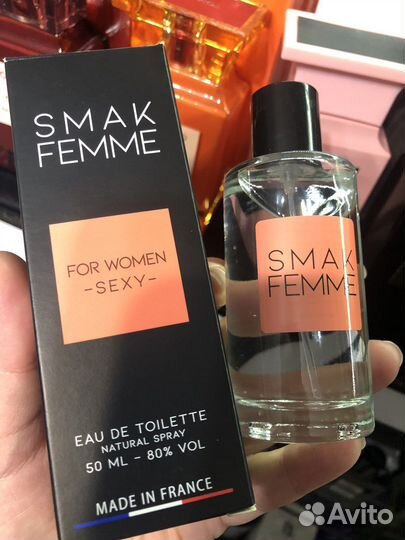 SMAK
FEMME
FOR WOMEN
-SEXY-
EAU DE TOILETTE
NATURAL SPRAY
50 ML - 80% VOL
MADE IN FRANCE
SMAK
FEMME
Avito